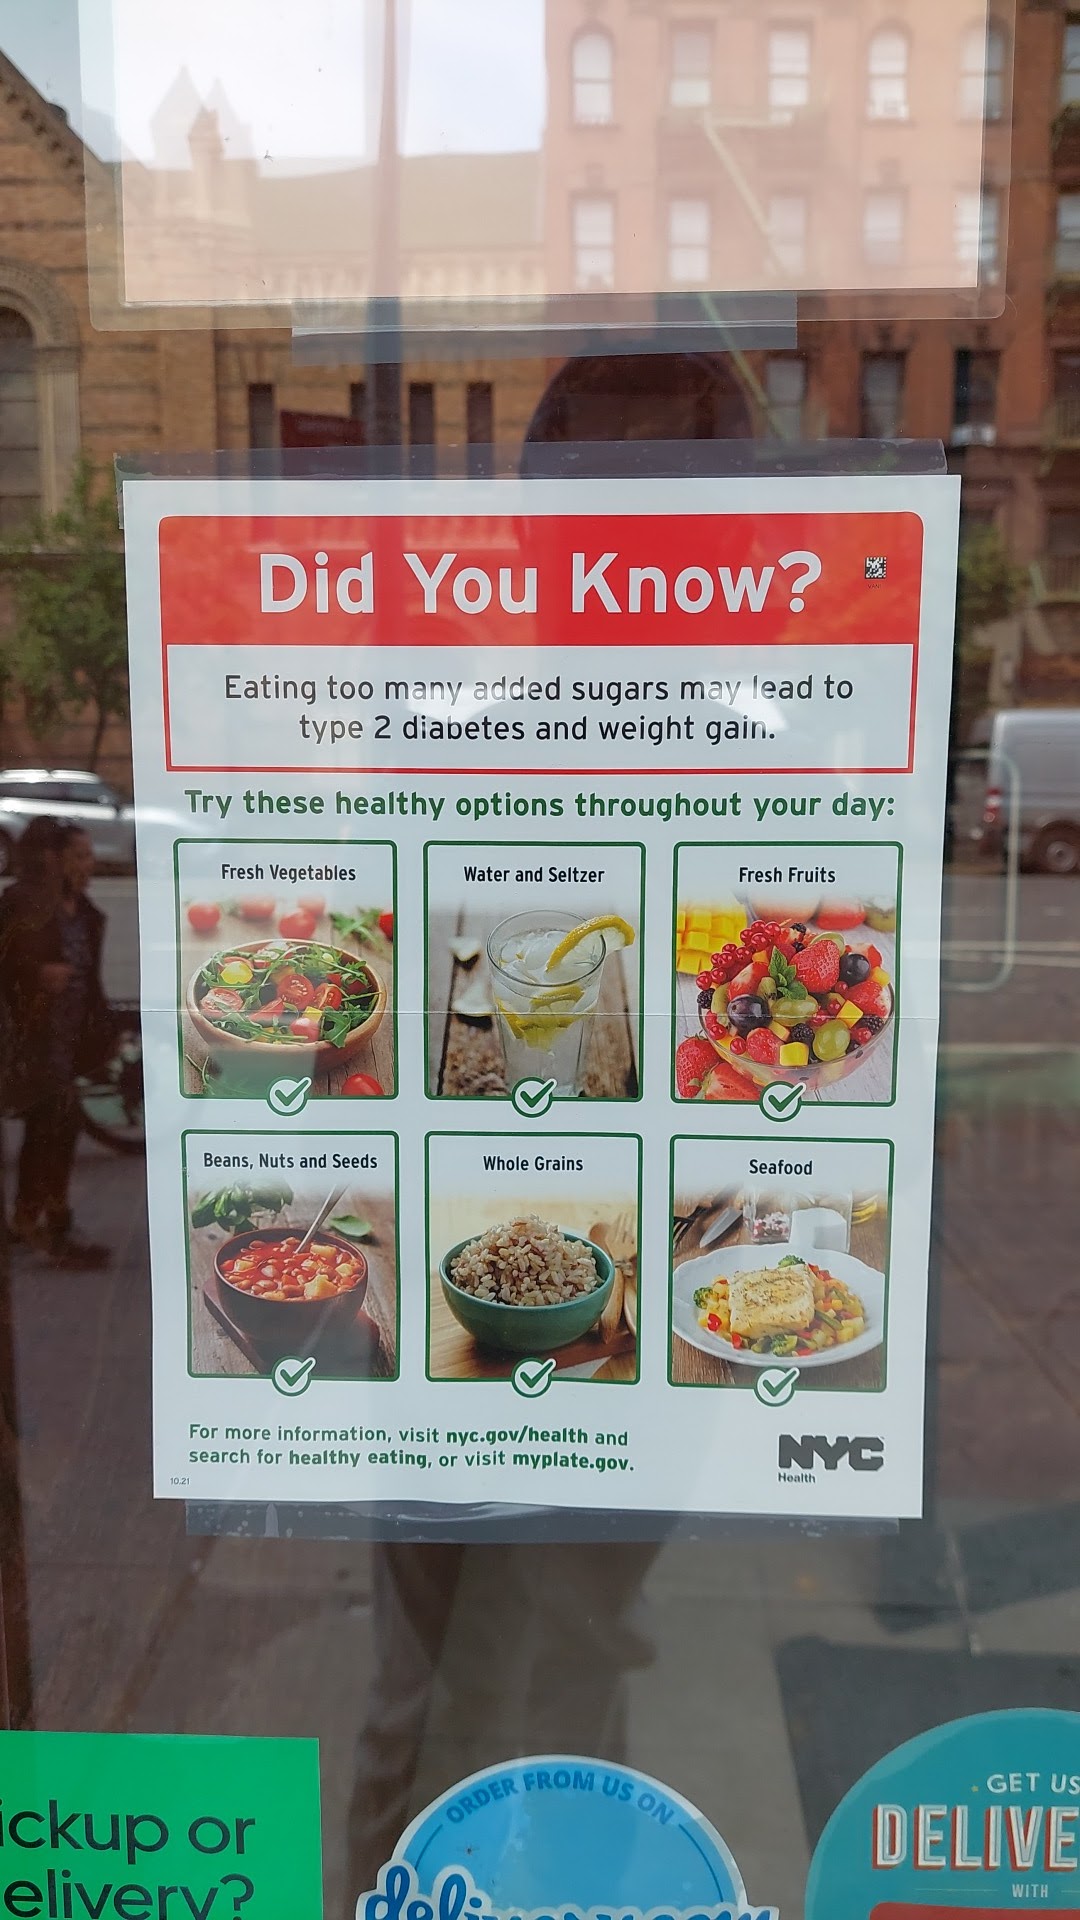 Did You Know?
Eating too many added sugars may lead to
type 2 diabetes and weight gain.
Try these healthy options throughout your day:
Fresh Vegetables
Water and Seltzer
Fresh Fruits
Beans, Nuts and Seeds
Whole Grains
Seafood
For more information, visit nyc.gov/health and
search for healthy eating, or visit myplate.gov.
NYC
Health
10.21
ickup or
elivery?
ORDER FROM US ON
delivery.com
GET US
DELIVE
WITH